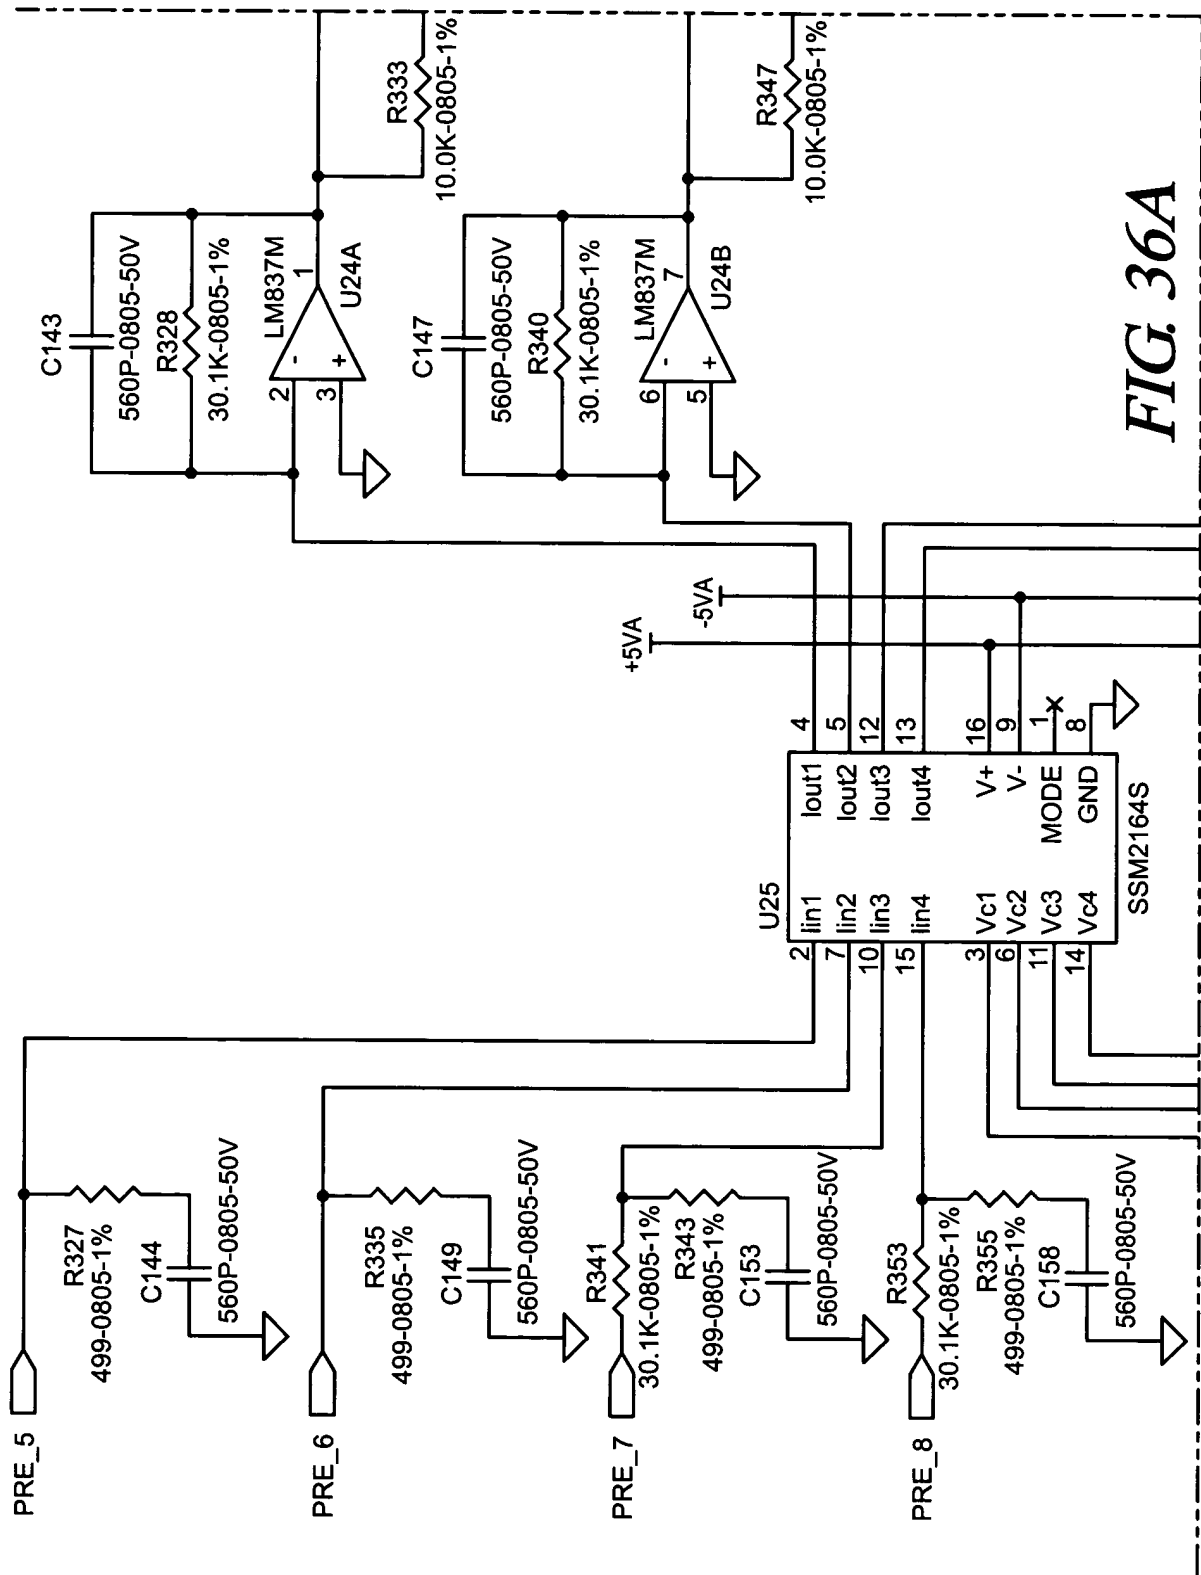 PRE_5
R327
499-0805-1%
C144
560P-0805-50V
PRE_6
R335
499-0805-1%
C149
560P-0805-50V
PRE_7
R341
30.1K-0805-1%
R343
499-0805-1%
C153
560P-0805-50V
PRE_8
R353
30.1K-0805-1%
R355
499-0805-1%
C158
560P-0805-50V
U25
2 Iin1 Iout1 4
7 Iin2 Iout2 5
10 Iin3 Iout3 12
15 Iin4 Iout4 13
3 Vc1 V+ 16
6 Vc2 V- 9
11 Vc3 MODE 1
14 Vc4 GND 8
SSM2164S
+5VA
-5VA
C143
560P-0805-50V
R328
30.1K-0805-1%
LM837M
2 - 1
3 +
U24A
R333
10.0K-0805-1%
C147
560P-0805-50V
R340
30.1K-0805-1%
LM837M
6 - 7
5 +
U24B
R347
10.0K-0805-1%
FIG. 36A